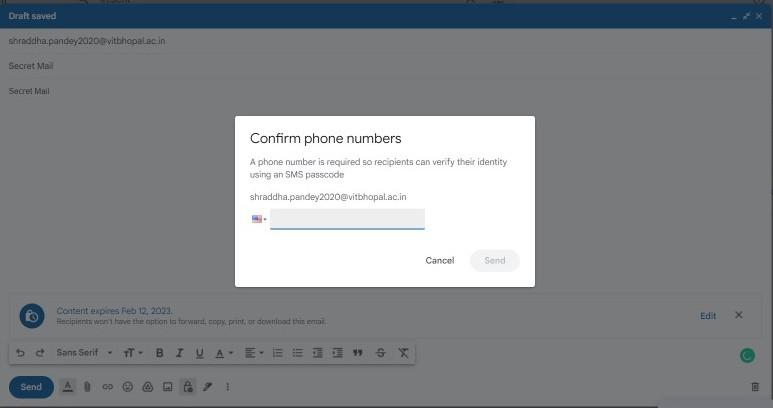 Draft saved
shraddha.pandey2020@vitbhopal.ac.in
Secret Mail
Secret Mail
Confirm phone numbers
A phone number is required so recipients can verify their identity
using an SMS passcode
shraddha.pandey2020@vitbhopal.ac.in
Cancel Send
Content expires Feb 12, 2023.
Recipients won't have the option to forward, copy, print, or download this email.
Edit
Sans Serif
Send